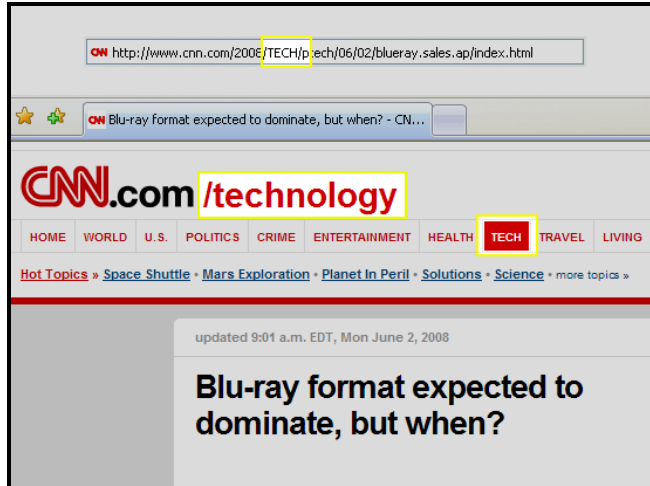 CNN http://www.cnn.com/2008/TECH/ptech/06/02/blueray.sales.ap/index.html
CNN Blu-ray format expected to dominate, but when? - CN...
CNN.com /technology
HOME WORLD U.S. POLITICS CRIME ENTERTAINMENT HEALTH TECH TRAVEL LIVING
Hot Topics » Space Shuttle • Mars Exploration • Planet In Peril • Solutions • Science • more topics »
updated 9:01 a.m. EDT, Mon June 2, 2008
Blu-ray format expected to
dominate, but when?